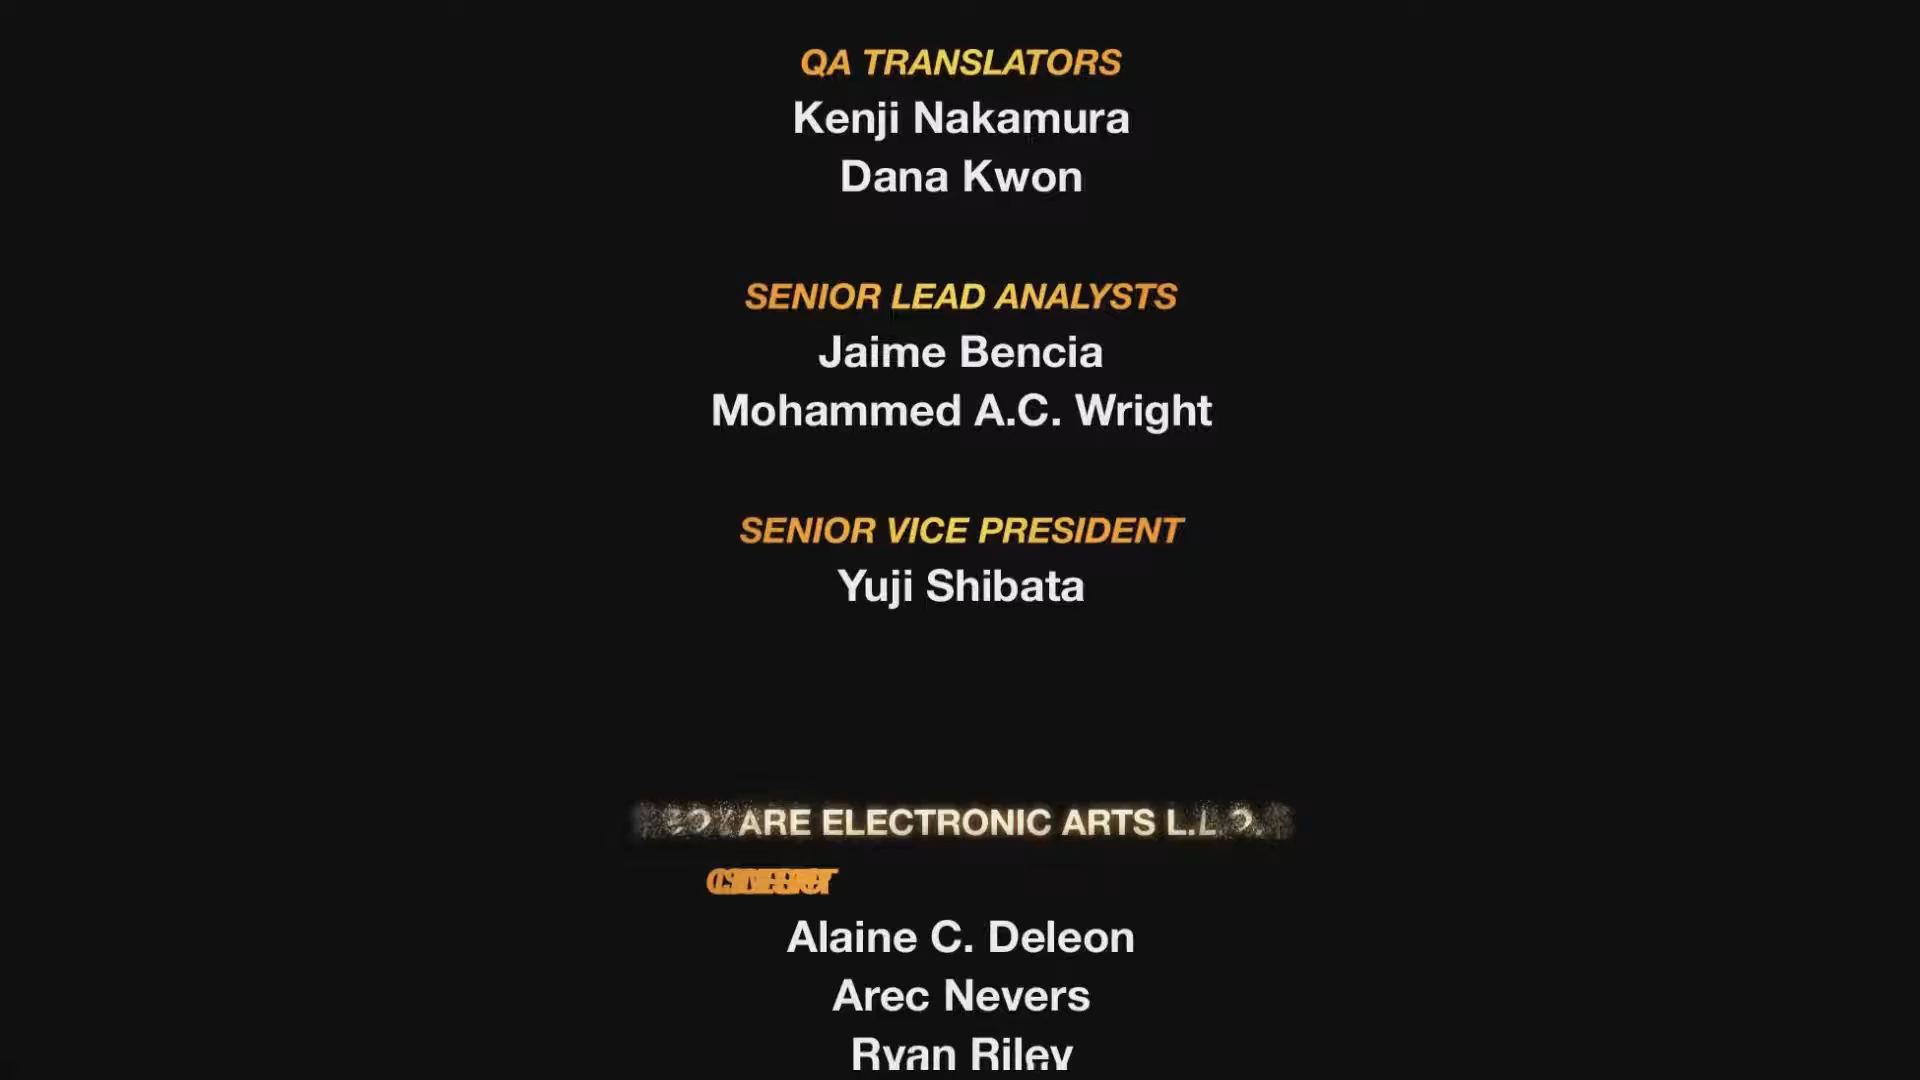 QA TRANSLATORS
Kenji Nakamura
Dana Kwon
SENIOR LEAD ANALYSTS
Jaime Bencia
Mohammed A.C. Wright
SENIOR VICE PRESIDENT
Yuji Shibata
ELECTRONIC ARTS
Alaine C. Deleon
Arec Nevers
Ryan Riley